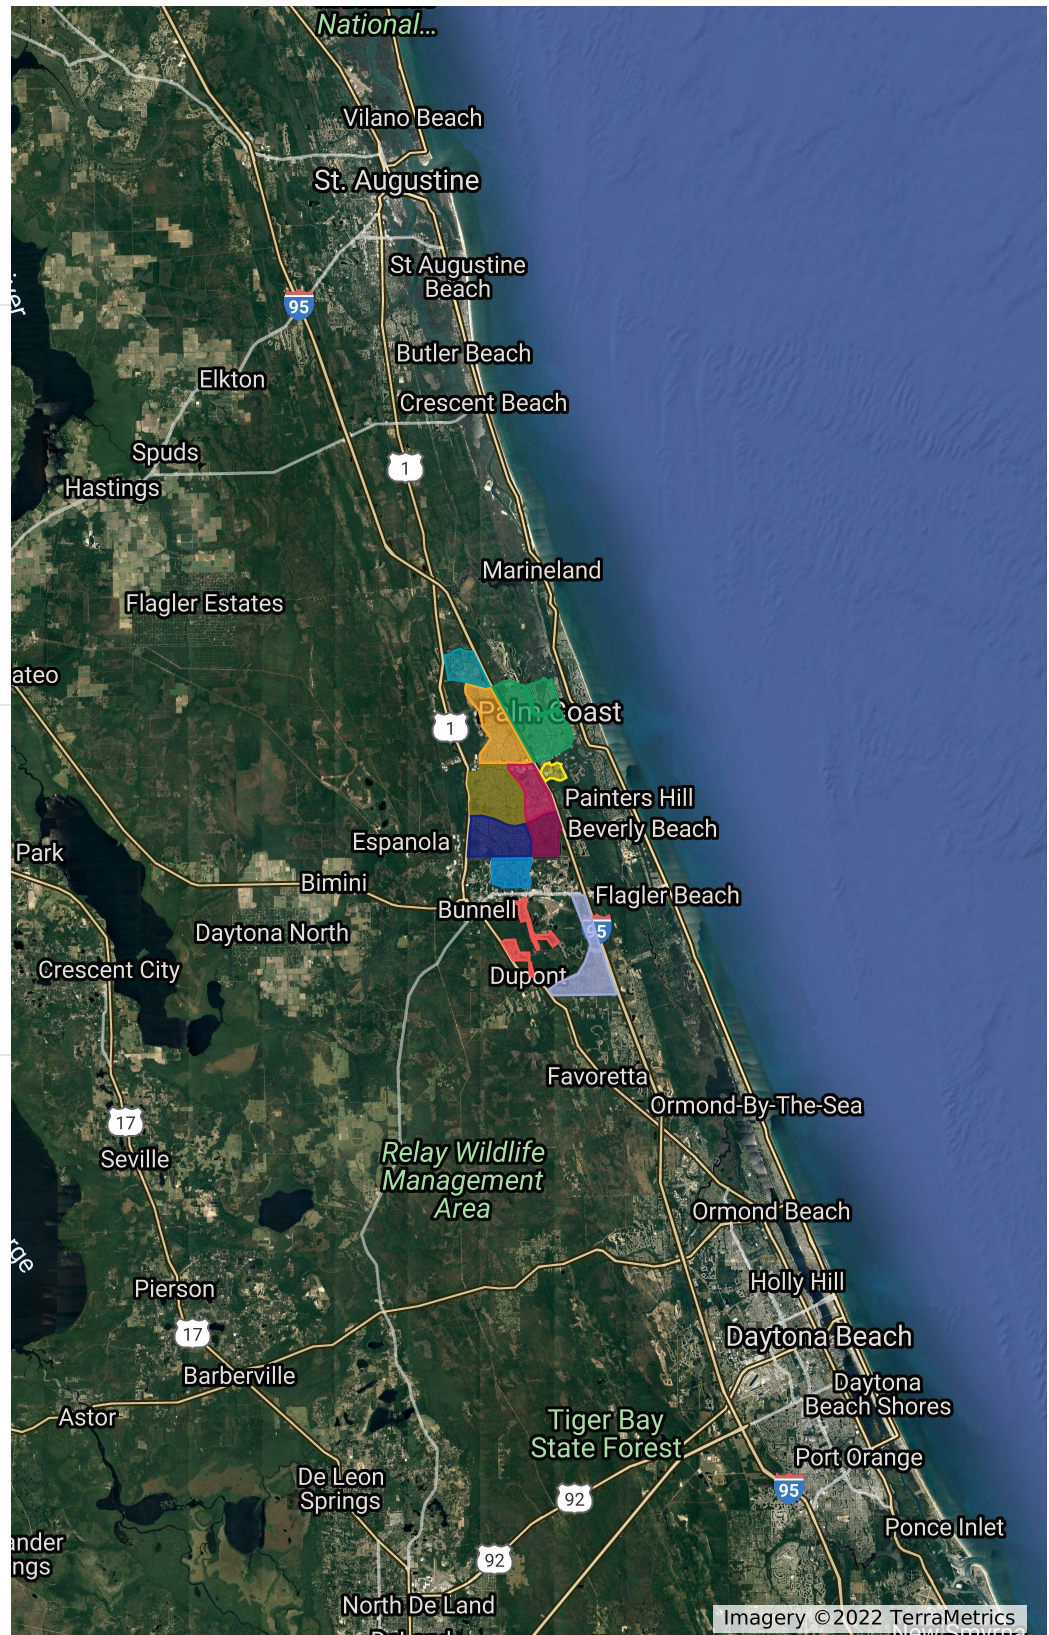 National...
Vilano Beach
St. Augustine
St Augustine
Beach
95
Butler Beach
Elkton
Crescent Beach
Spuds
1
Hastings
Marineland
Flagler Estates
ateo
Palm Coast
1
Painters Hill
Beverly Beach
Espanola
Park
Bimini
Flagler Beach
Bunnell
95
Daytona North
Crescent City
Dupont
Favoretta
Ormond-By-The-Sea
17
Seville
Relay Wildlife
Management
Area
Ormond Beach
Holly Hill
Pierson
17
Daytona Beach
Barberville
Daytona
Beach Shores
Astor
Tiger Bay
State Forest
Port Orange
De Leon
Springs
95
92
Ponce Inlet
ander
ngs
92
North De Land
Imagery ©2022 TerraMetrics